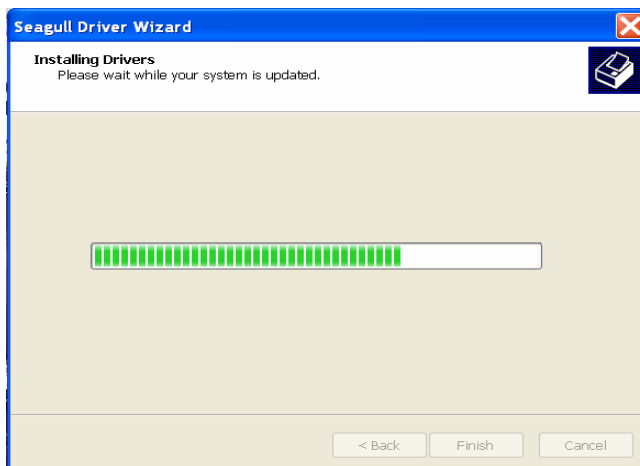 Seagull Driver Wizard
Installing Drivers
Please wait while your system is updated.
< Back Finish Cancel